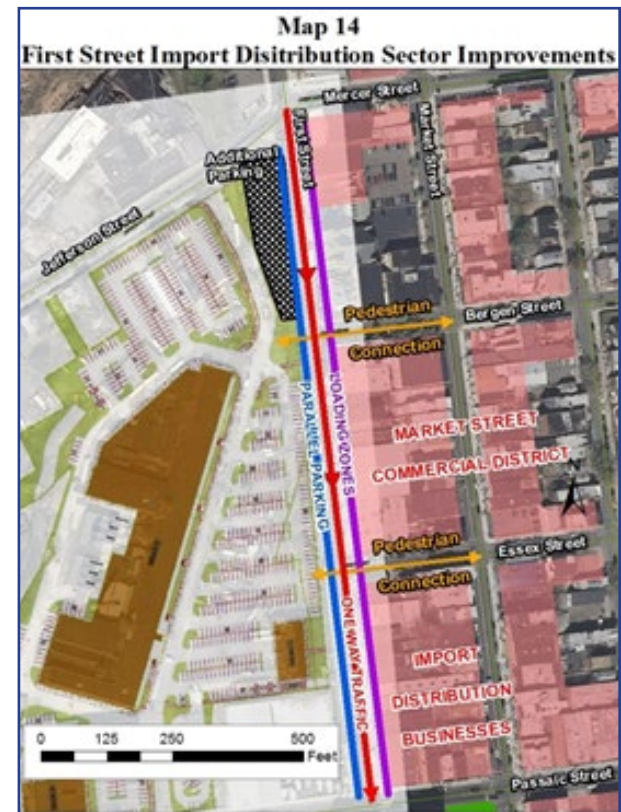 Map 14
First Street Import Disitribution Sector Improvements
Mercer Street
First Street
Market Street
Additional
Parking
Jefferson Street
Pedestrian
Connection
Bergen Street
LOADING ZONES
PARALLEL PARKING
MARKET STREET
COMMERCIAL DISTRICT
N
Pedestrian
Connection
Essex Street
ONE WAY TRAFFIC
IMPORT
DISTRIBUTION
BUSINESSES
0 125 250 500
Feet
Passaic Street